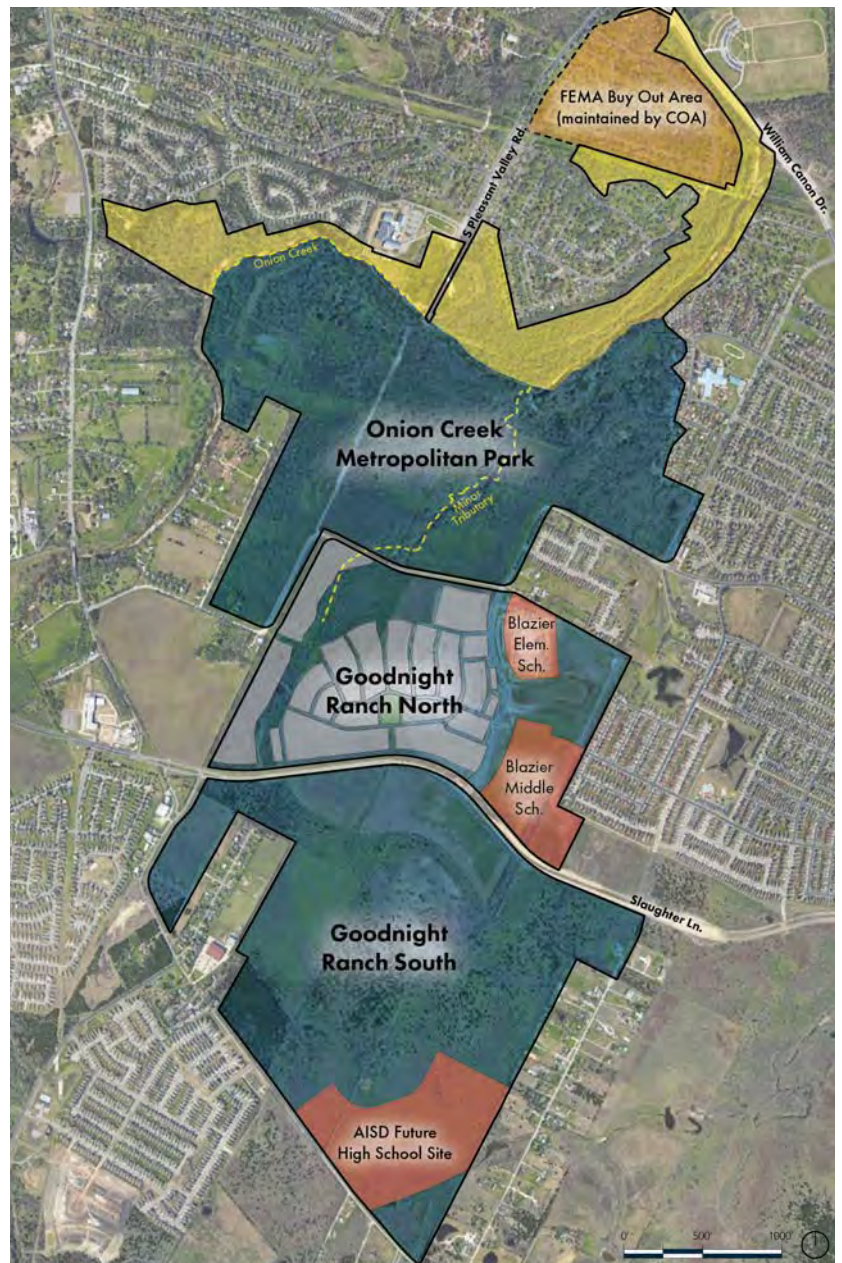 FEMA Buy Out Area
(maintained by COA)
William Canon Dr.
S Pleasant Valley Rd.
Onion Creek
Onion Creek
Metropolitan Park
Minor
Tributary
Blazier
Elem.
Sch.
Goodnight
Ranch North
Blazier
Middle
Sch.
Slaughter Ln.
Goodnight
Ranch South
AISD Future
High School Site
0'
500'
1000'